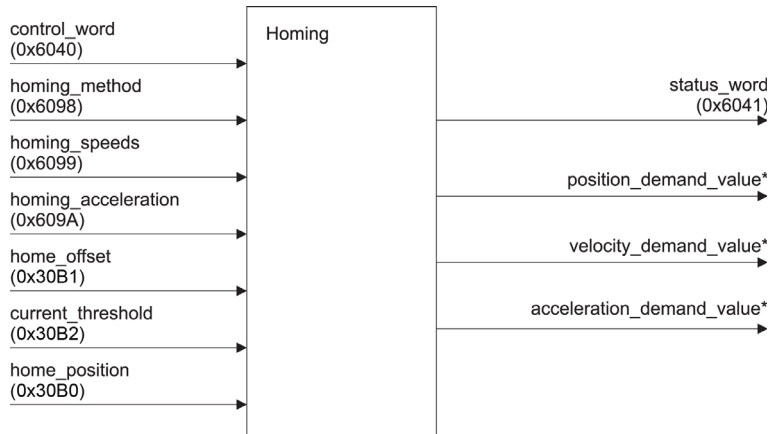 control_word
(0x6040)
Homing
homing_method
(0x6098)
status_word
(0x6041)
homing_speeds
(0x6099)
position_demand_value*
homing_acceleration
(0x609A)
velocity_demand_value*
home_offset
(0x30B1)
current_threshold
(0x30B2)
acceleration_demand_value*
home_position
(0x30B0)